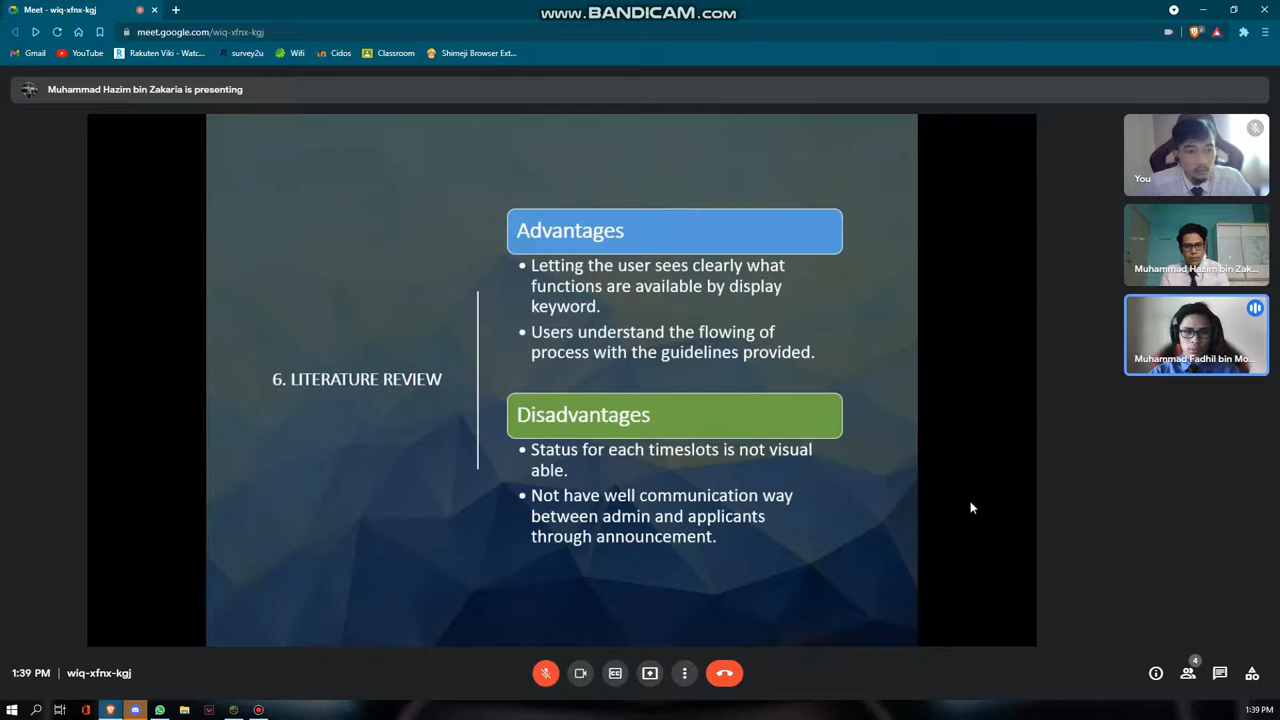 Meet - wiq-xfnx-kgj
www.BANDICAM.com
meet.google.com/wiq-xfnx-kgj
Gmail
YouTube
Rakuten Viki - Watc...
survey2u
Wifi
Cidos
Classroom
Shimeji Browser Ext...
Muhammad Hazim bin Zakaria is presenting
6. LITERATURE REVIEW
Advantages
• Letting the user sees clearly what
functions are available by display
keyword.
• Users understand the flowing of
process with the guidelines provided.
Disadvantages
• Status for each timeslots is not visual
able.
• Not have well communication way
between admin and applicants
through announcement.
You
Muhammad Hazim bin Zak...
Muhammad Fadhil bin Mo...
1:39 PM
wiq-xfnx-kgj
4
1:39 PM